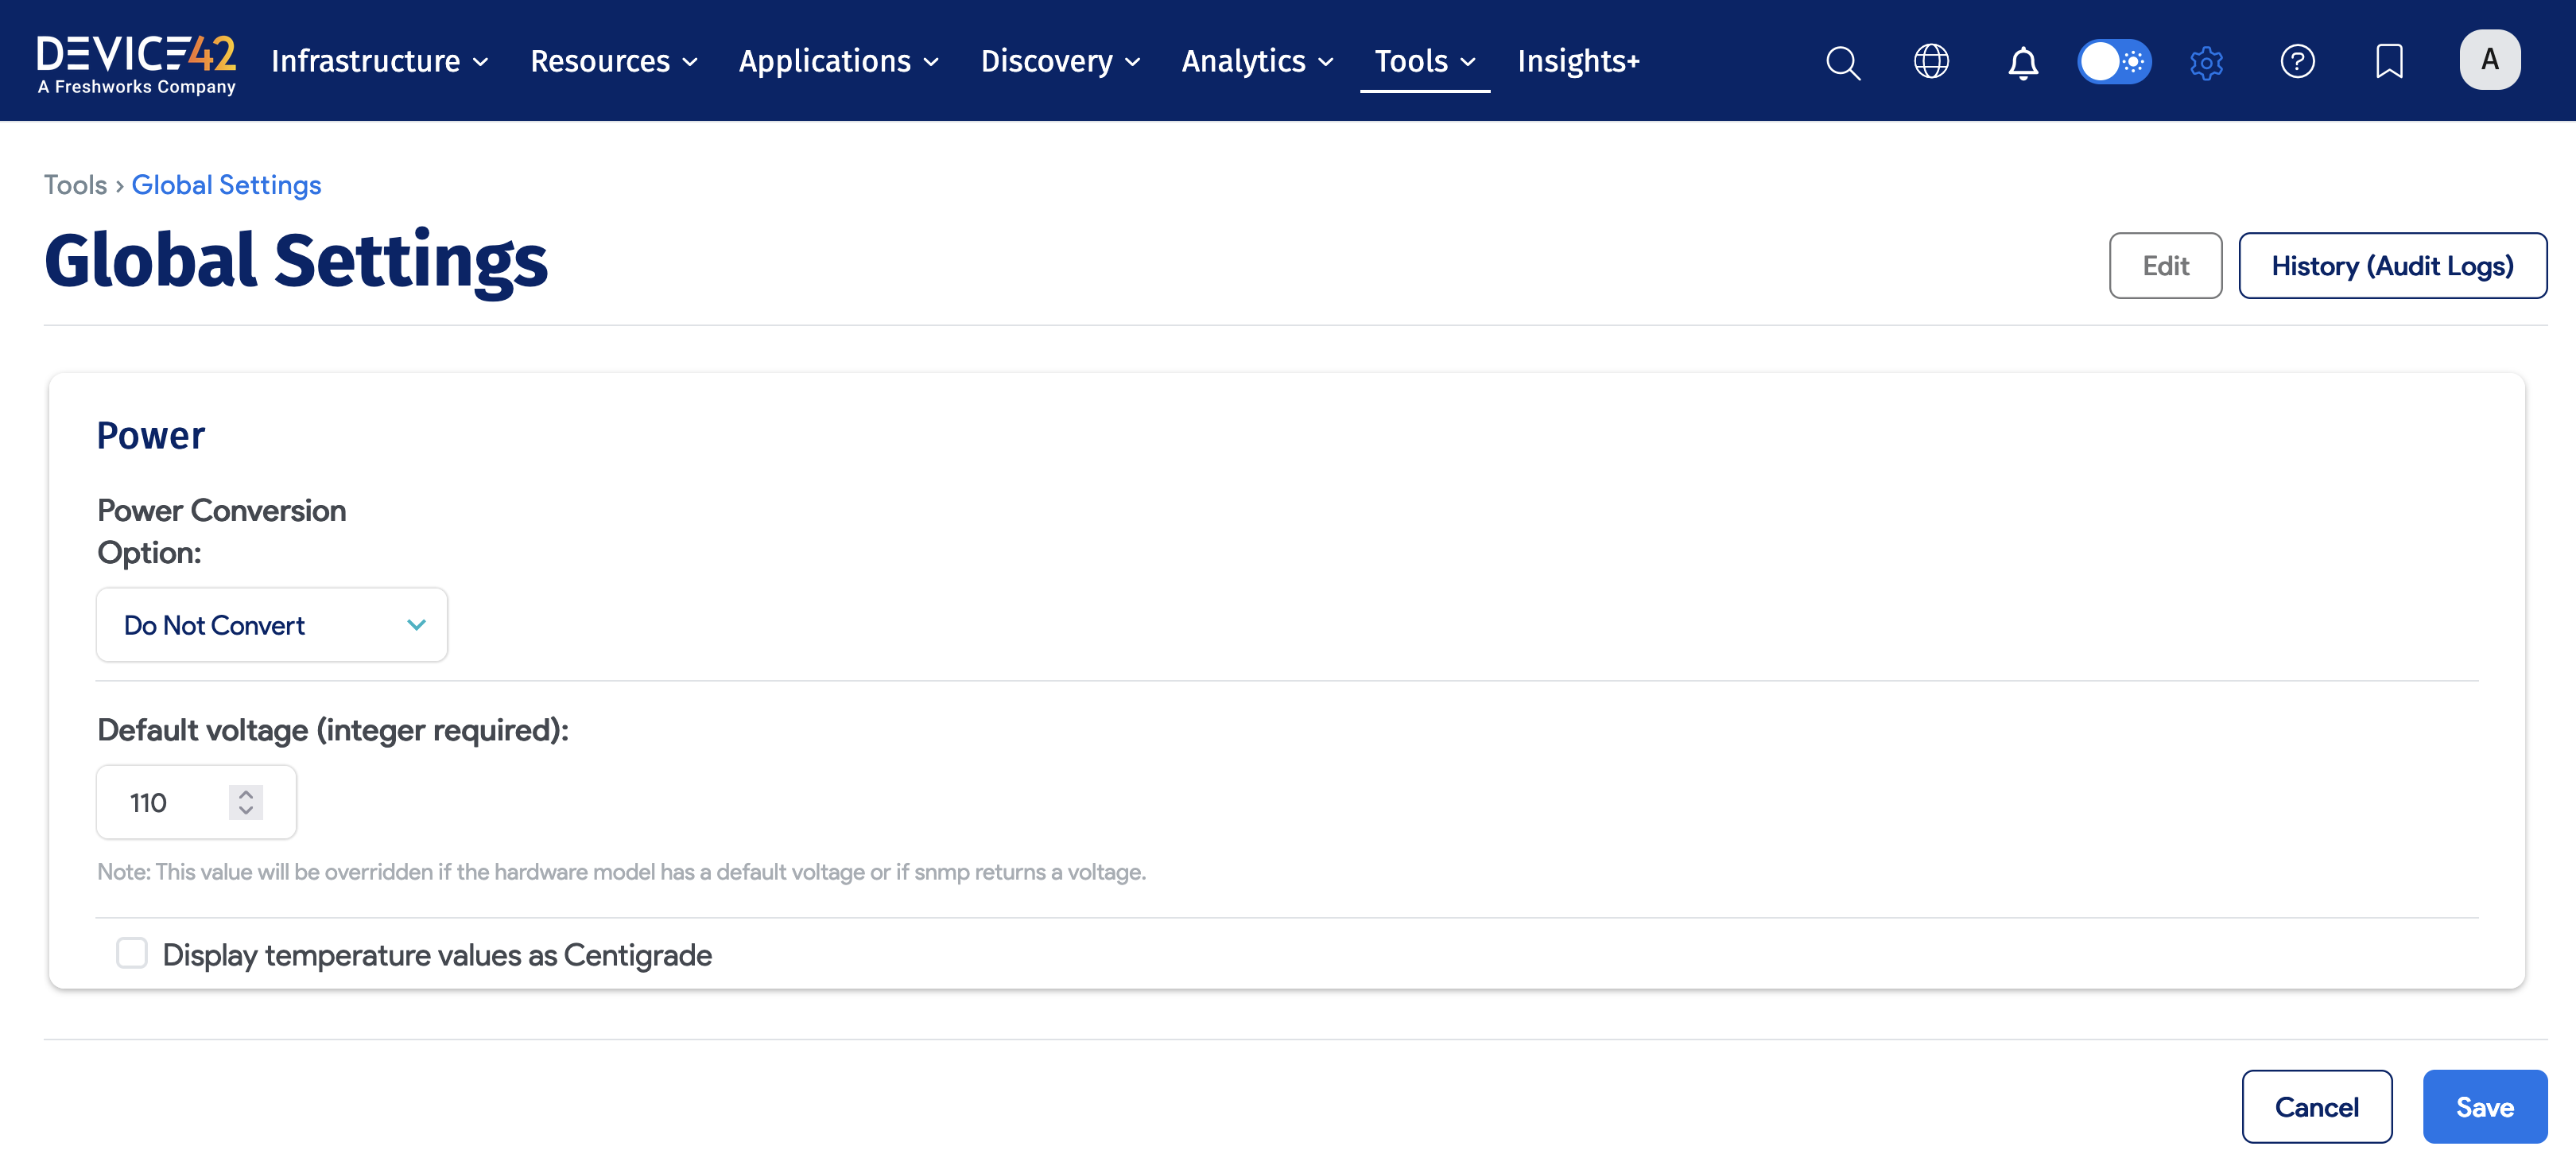 DEVICE42
A Freshworks Company
Infrastructure
Resources
Applications
Discovery
Analytics
Tools
Insights+
A
Tools › Global Settings
Global Settings
Edit
History (Audit Logs)
Power
Power Conversion
Option:
Do Not Convert
Default voltage (integer required):
110
Note: This value will be overridden if the hardware model has a default voltage or if snmp returns a voltage.
Display temperature values as Centigrade
Cancel
Save